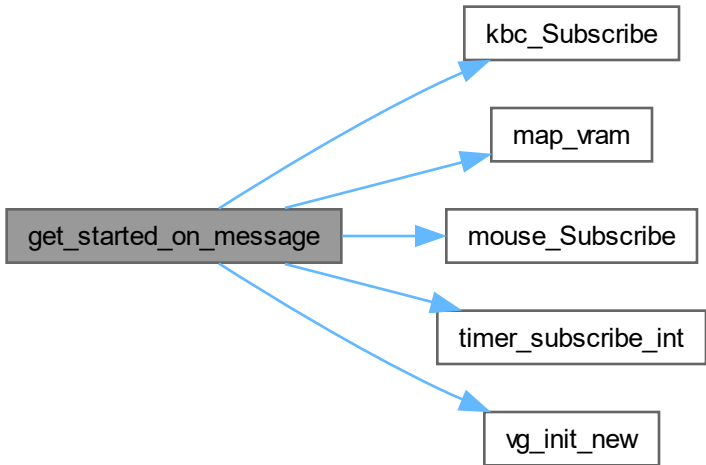 kbc_Subscribe
map_vram
get_started_on_message
mouse_Subscribe
timer_subscribe_int
vg_init_new